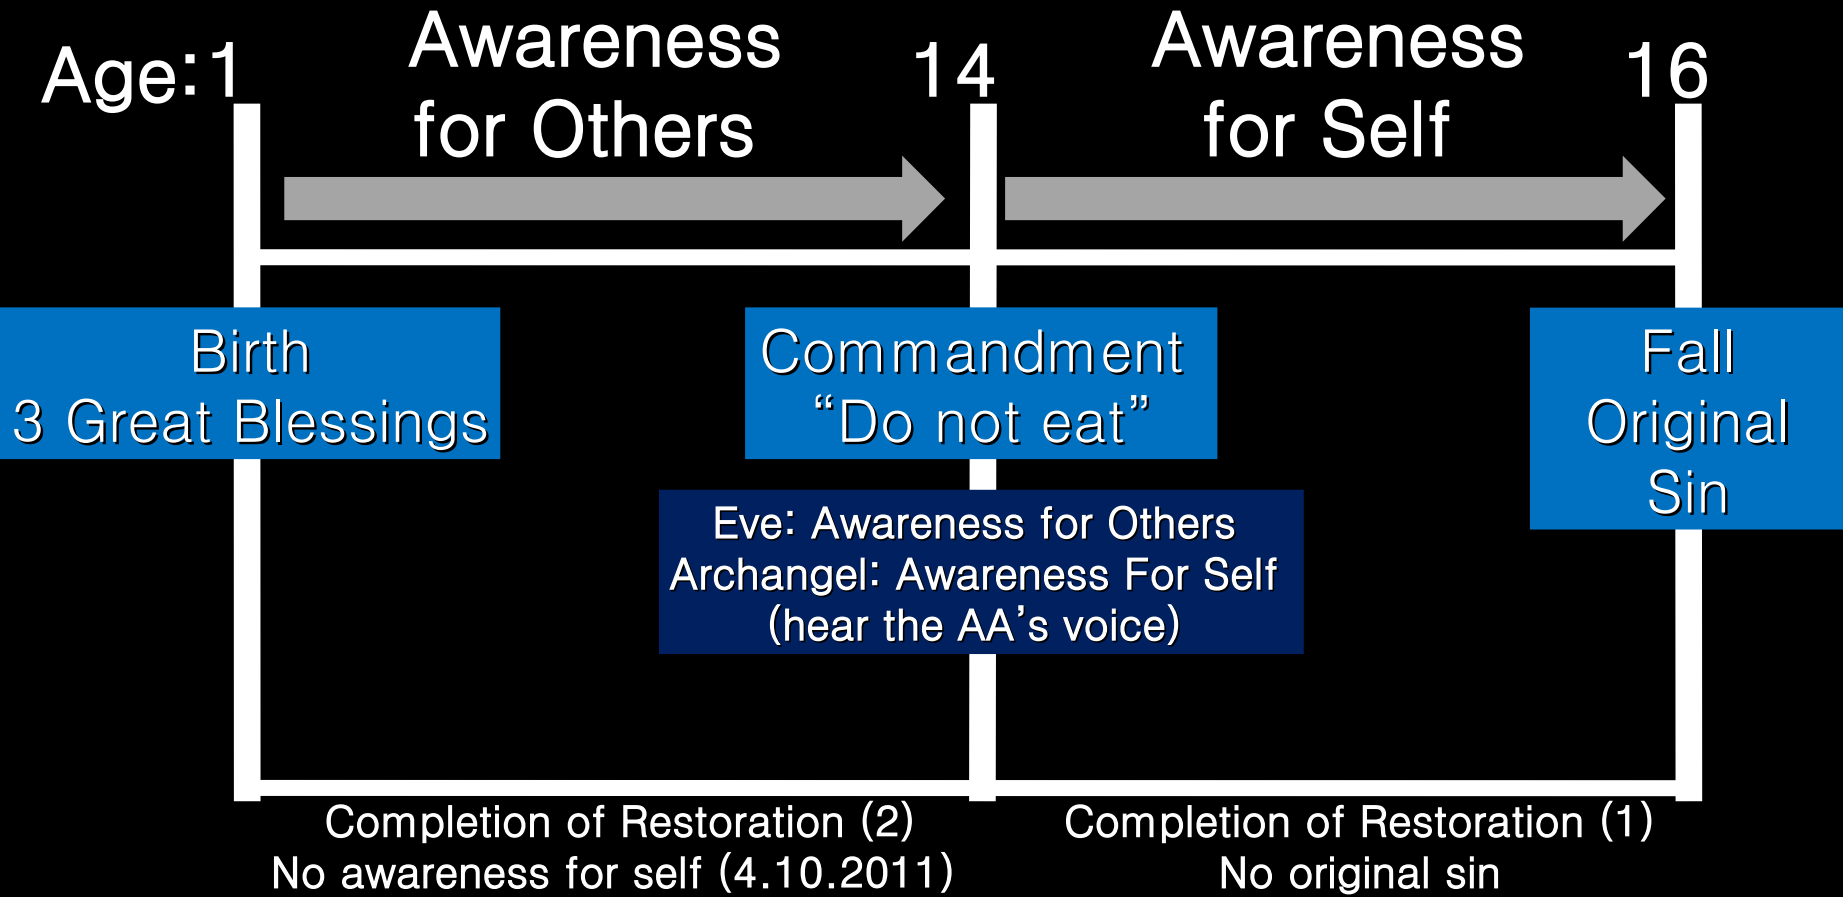 Age:1
Awareness
for Others
14
Awareness
for Self
16
Birth
3 Great Blessings
Commandment
“Do not eat”
Fall
Original
Sin
Eve: Awareness for Others
Archangel: Awareness For Self
(hear the AA’s voice)
Completion of Restoration (2)
No awareness for self (4.10.2011)
Completion of Restoration (1)
No original sin